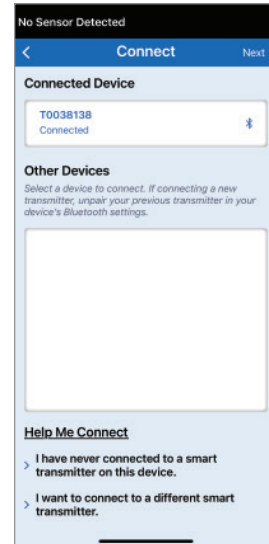 No Sensor Detected
Connect Next
Connected Device
T0038138
Connected
Other Devices
Select a device to connect. If connecting a new
transmitter, unpair your previous transmitter in your
device's Bluetooth settings.
Help Me Connect
I have never connected to a smart
transmitter on this device.
I want to connect to a different smart
transmitter.